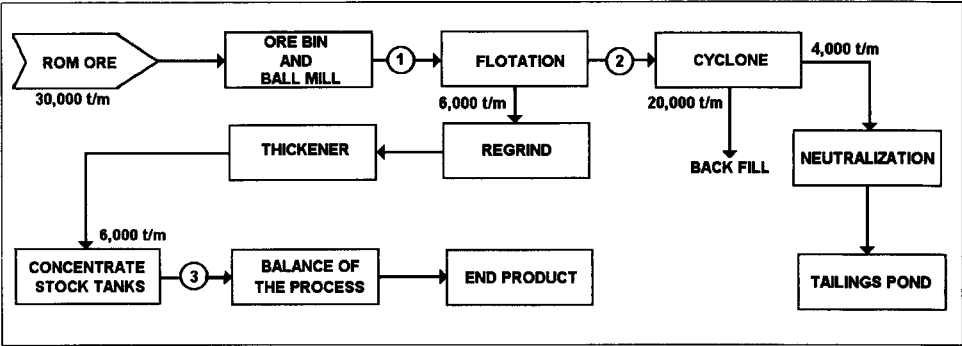 ROM ORE
30,000 t/m
ORE BIN
AND
BALL MILL
1
FLOTATION
6,000 t/m
2
CYCLONE
20,000 t/m
4,000 t/m
BACK FILL
NEUTRALIZATION
TAILINGS POND
REGRIND
THICKENER
6,000 t/m
CONCENTRATE
STOCK TANKS
3
BALANCE OF
THE PROCESS
END PRODUCT